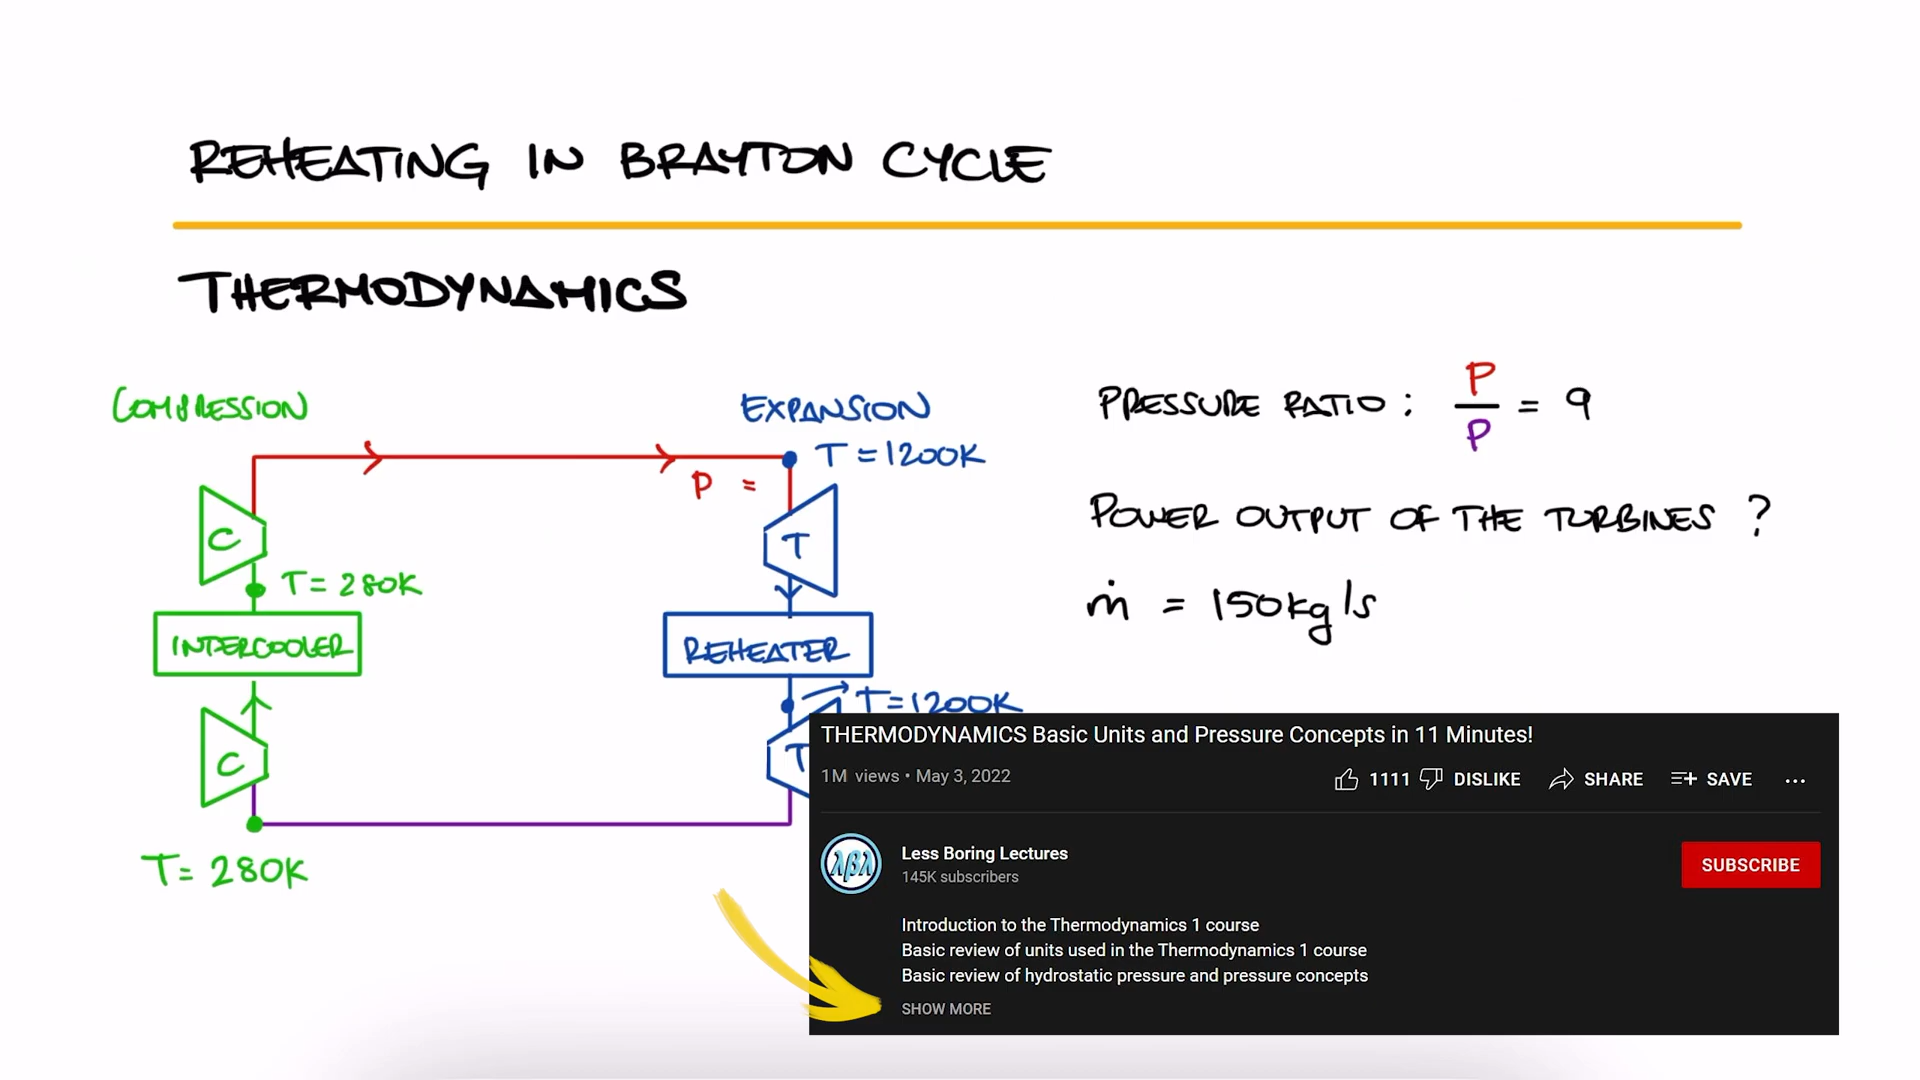 REHEATING IN BRAYTON CYCLE
THERMODYNAMICS
COMPRESSION
EXPANSION
T = 1200K
P =
C
T
T = 280K
INTERCOOLER
REHEATER
T = 1200K
C
T
T = 280K
PRESSURE RATIO : P/P = 9
POWER OUTPUT OF THE TURBINES ?
ṁ = 150kg/s
THERMODYNAMICS Basic Units and Pressure Concepts in 11 Minutes!
1M views • May 3, 2022
1111 DISLIKE SHARE SAVE ...
λβλ
Less Boring Lectures
145K subscribers
SUBSCRIBE
Introduction to the Thermodynamics 1 course
Basic review of units used in the Thermodynamics 1 course
Basic review of hydrostatic pressure and pressure concepts
SHOW MORE